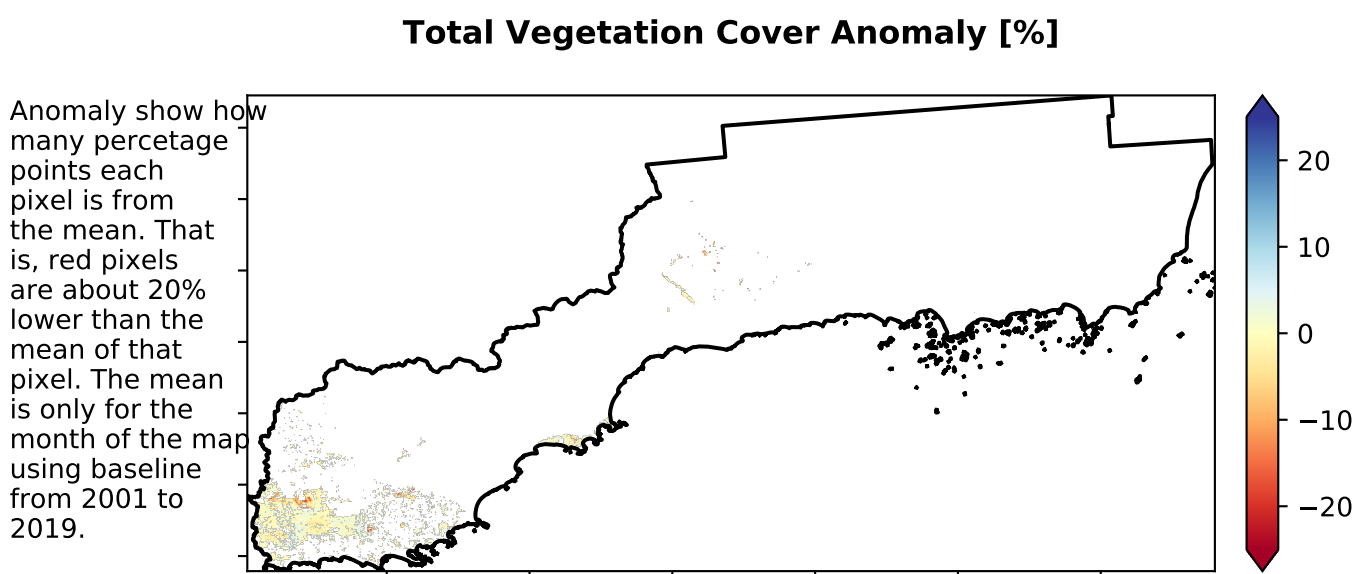 Total Vegetation Cover Anomaly [%]
Anomaly show how
many percetage
points each
pixel is from
the mean. That
is, red pixels
are about 20%
lower than the
mean of that
pixel. The mean
is only for the
month of the map
using baseline
from 2001 to
2019.
20
10
0
−10
−20